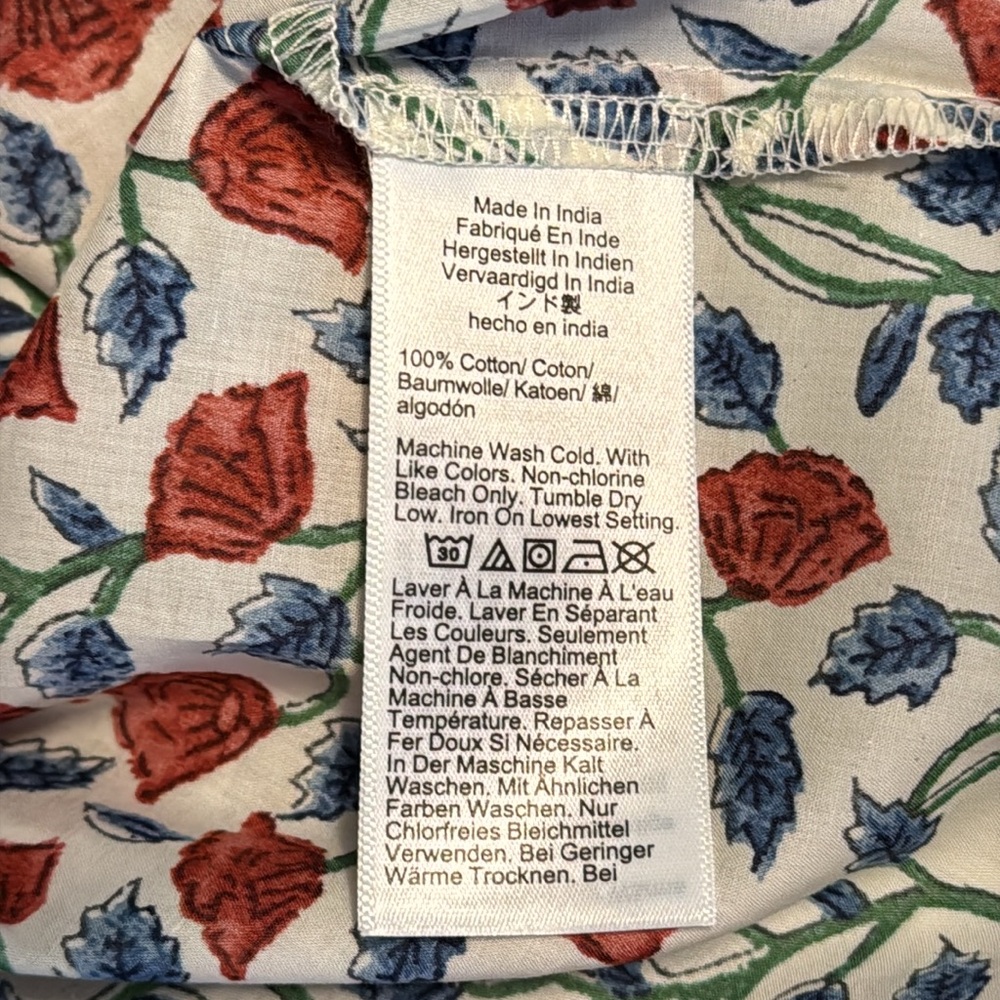 Made In India
Fabriqué En Inde
Hergestellt In Indien
Vervaardigd In India
インド製
hecho en india
100% Cotton/ Coton/
Baumwolle/ Katoen/ 綿/
algodón
Machine Wash Cold. With
Like Colors. Non-chlorine
Bleach Only. Tumble Dry
Low. Iron On Lowest Setting.
30
Laver À La Machine À L'eau
Froide. Laver En Séparant
Les Couleurs. Seulement
Agent De Blanchiment
Non-chlore. Sécher À La
Machine À Basse
Température. Repasser À
Fer Doux Si Nécessaire.
In Der Maschine Kalt
Waschen. Mit Ähnlichen
Farben Waschen. Nur
Chlorfreies Bleichmittel
Verwenden. Bei Geringer
Wärme Trocknen. Bei